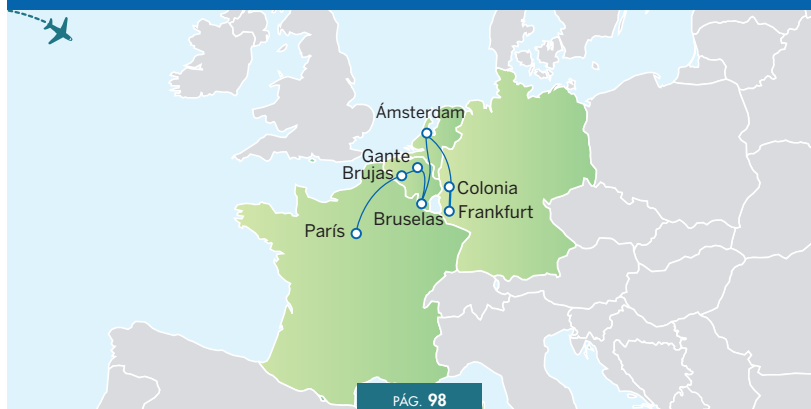 Ámsterdam
Gante
Brujas
Colonia
Frankfurt
Bruselas
París
PÁG. 98